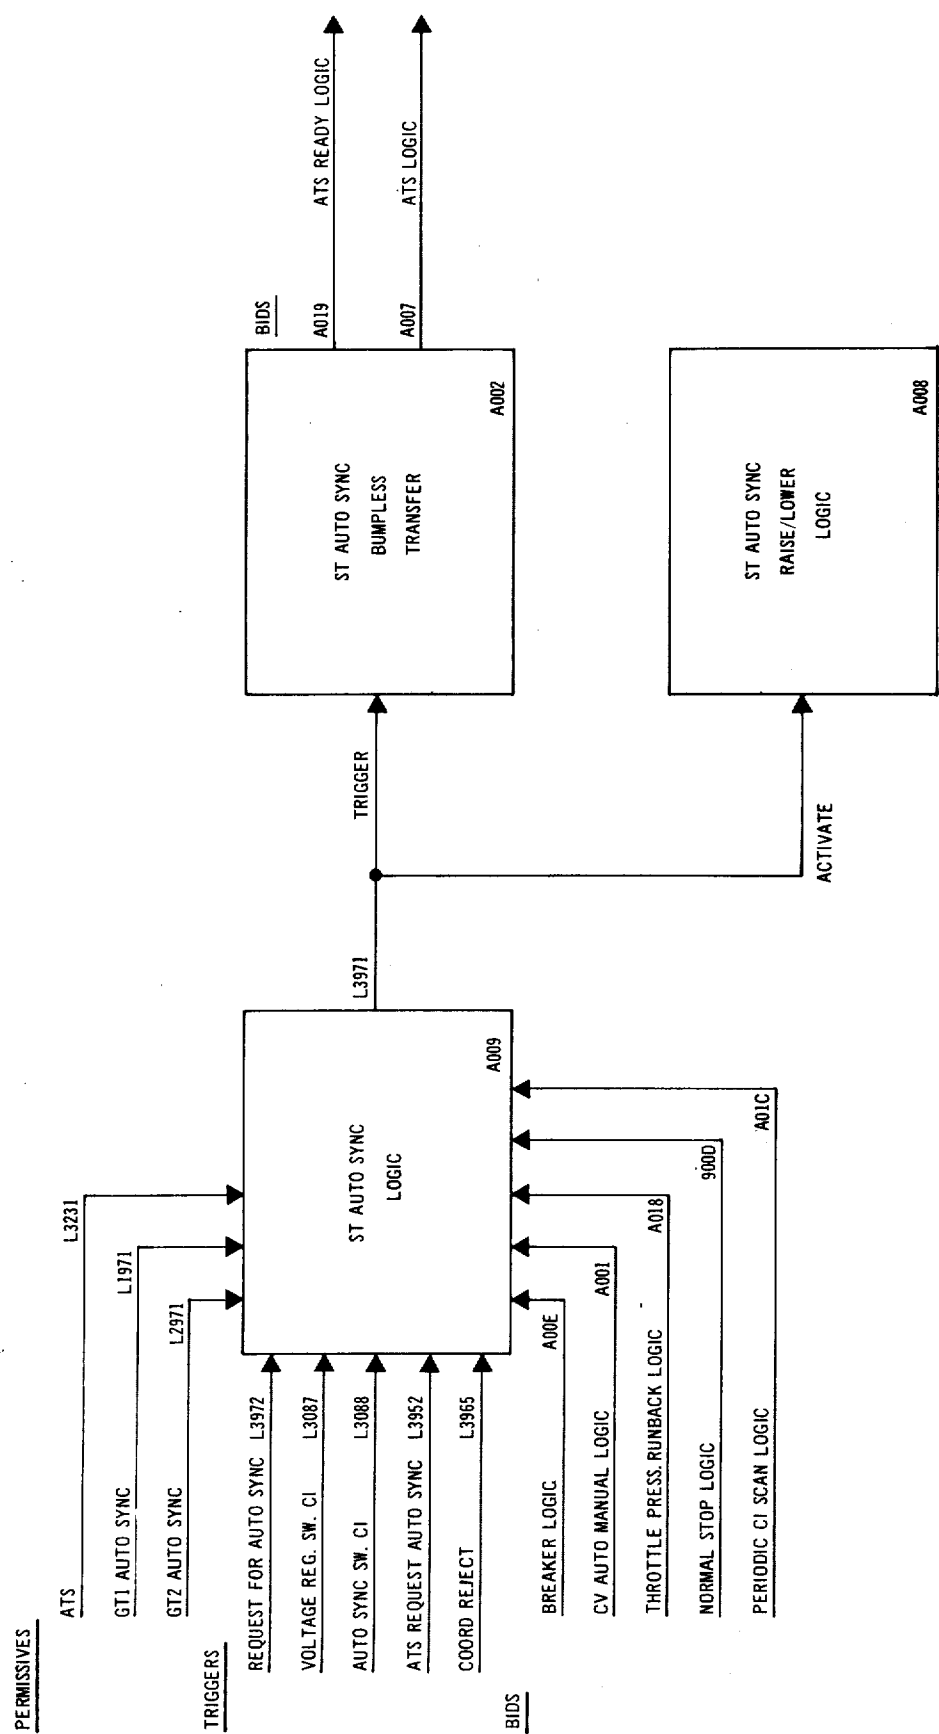 PERMISSIVES
ATS
L3231
GT1 AUTO SYNC
L1971
GT2 AUTO SYNC
L2971
TRIGGERS
REQUEST FOR AUTO SYNC L3972
VOLTAGE REG. SW. CI L3087
AUTO SYNC SW. CI L3088
ATS REQUEST AUTO SYNC L3952
COORD REJECT L3965
BIDS
BREAKER LOGIC
A00E
CV AUTO MANUAL LOGIC
A001
THROTTLE PRESS. RUNBACK LOGIC
A018
NORMAL STOP LOGIC
900D
PERIODIC CI SCAN LOGIC
A01C
ST AUTO SYNC
LOGIC
A009
L3971
TRIGGER
ACTIVATE
ST AUTO SYNC
BUMPLESS
TRANSFER
A002
BIDS
A019
ATS READY LOGIC
A007
ATS LOGIC
ST AUTO SYNC
RAISE/LOWER
LOGIC
A008